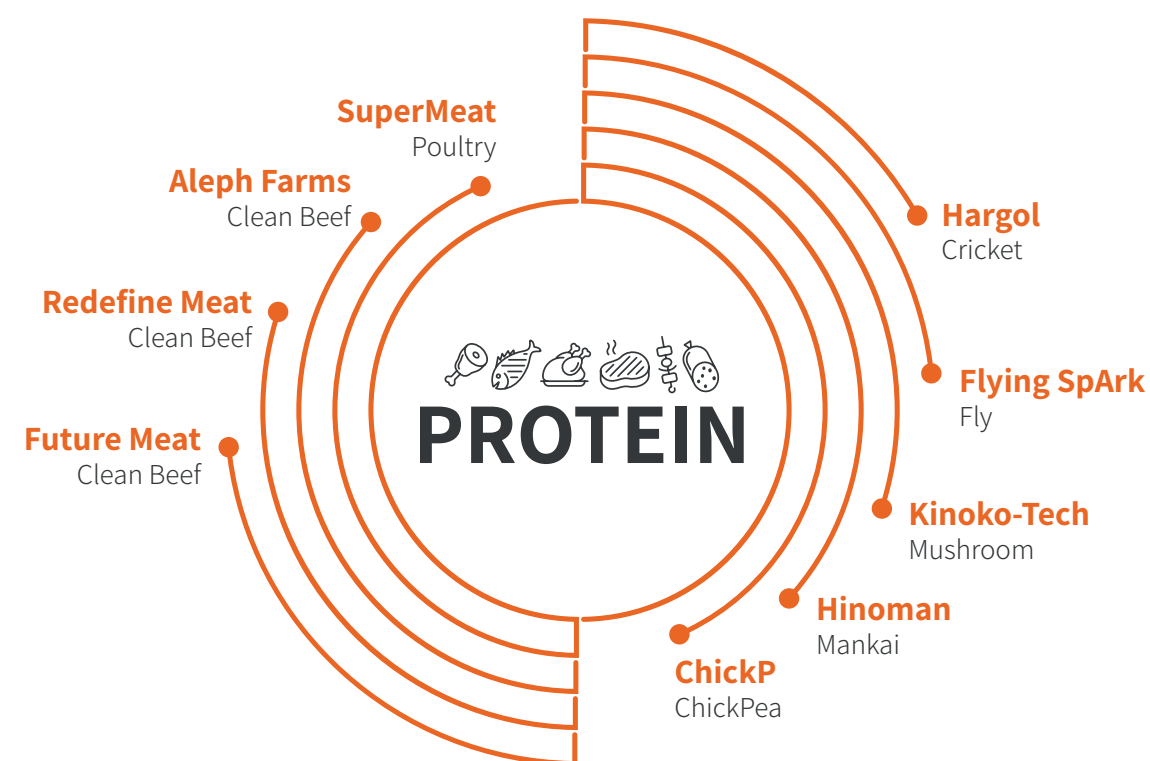 SuperMeat
Poultry
Aleph Farms
Clean Beef
Redefine Meat
Clean Beef
Future Meat
Clean Beef
PROTEIN
Hargol
Cricket
Flying SpArk
Fly
Kinoko-Tech
Mushroom
Hinoman
Mankai
ChickP
ChickPea